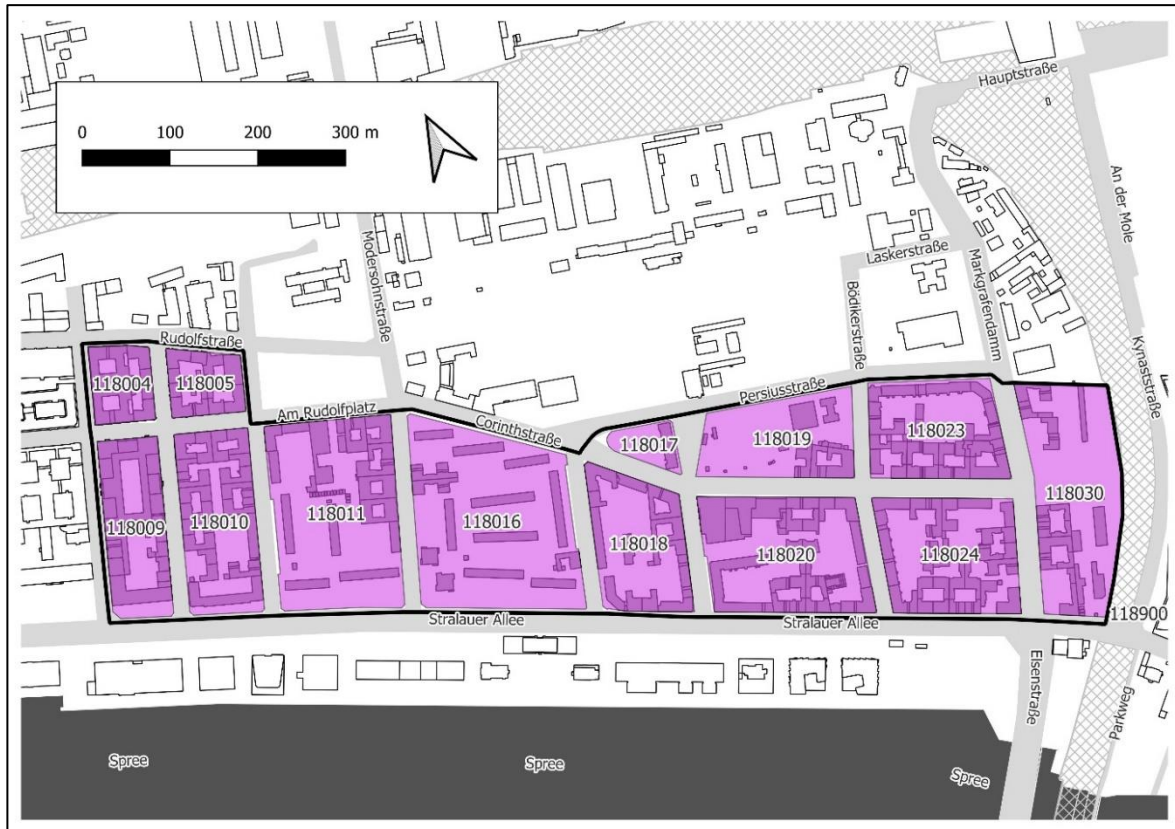 Hauptstraße
0 100 200 300 m
An der Mole
Modersohnstraße
Laskerstraße
Markgrafendamm
Bödikerstraße
Kynaststraße
Rudolfstraße
118004
118005
Persiusstraße
Am Rudolfplatz
Corinthstraße
118017
118019
118023
118030
118009
118010
118011
118016
118018
118020
118024
118900
Stralauer Allee
Stralauer Allee
Elsenstraße
Parkweg
Spree
Spree
Spree